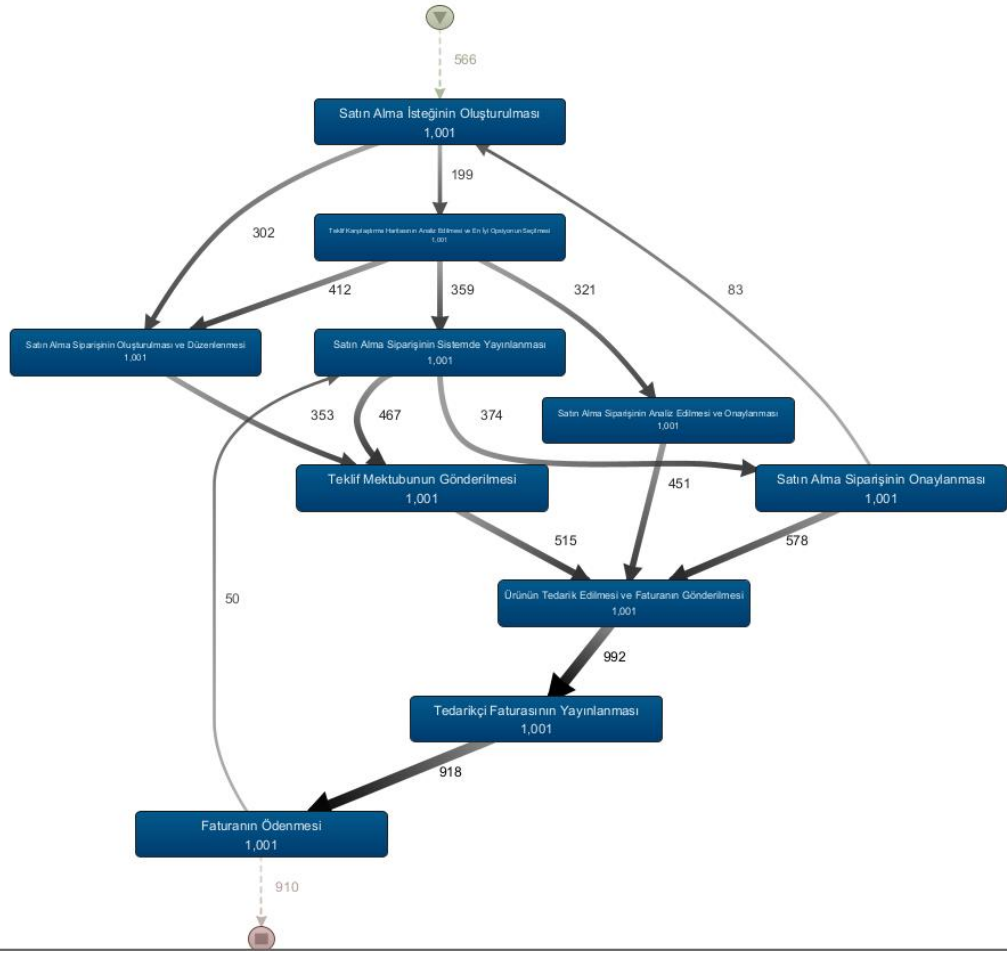 566
Satın Alma İsteğinin Oluşturulması
1,001
199
302
Teklif Karşılaştırma Haritasının Analiz Edilmesi ve En İyi Opsiyonun Seçilmesi
1,001
412
359
321
83
Satın Alma Siparişinin Oluşturulması ve Düzenlenmesi
1,001
Satın Alma Siparişinin Sistemde Yayınlanması
1,001
353
467
374
Satın Alma Siparişinin Analiz Edilmesi ve Onaylanması
1,001
Teklif Mektubunun Gönderilmesi
1,001
451
Satın Alma Siparişinin Onaylanması
1,001
515
578
50
Ürünün Tedarik Edilmesi ve Faturanın Gönderilmesi
1,001
992
Tedarikçi Faturasının Yayınlanması
1,001
918
Faturanın Ödenmesi
1,001
910